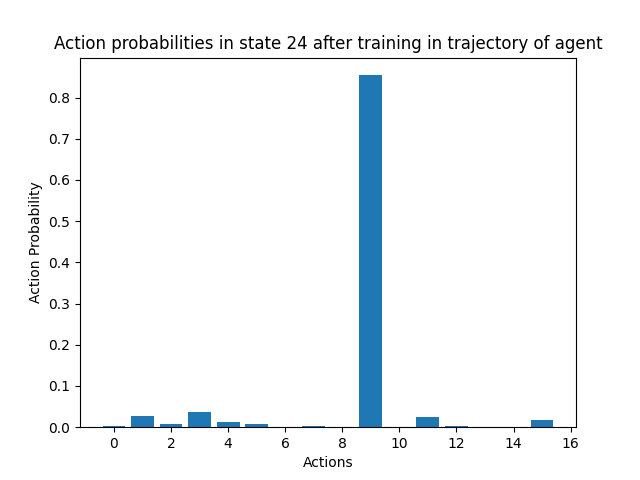 Action probabilities in state 24 after training in trajectory of agent
Action Probability
0.8
0.7
0.6
0.5
0.4
0.3
0.2
0.1
0.0
0 2 4 6 8 10 12 14 16
Actions